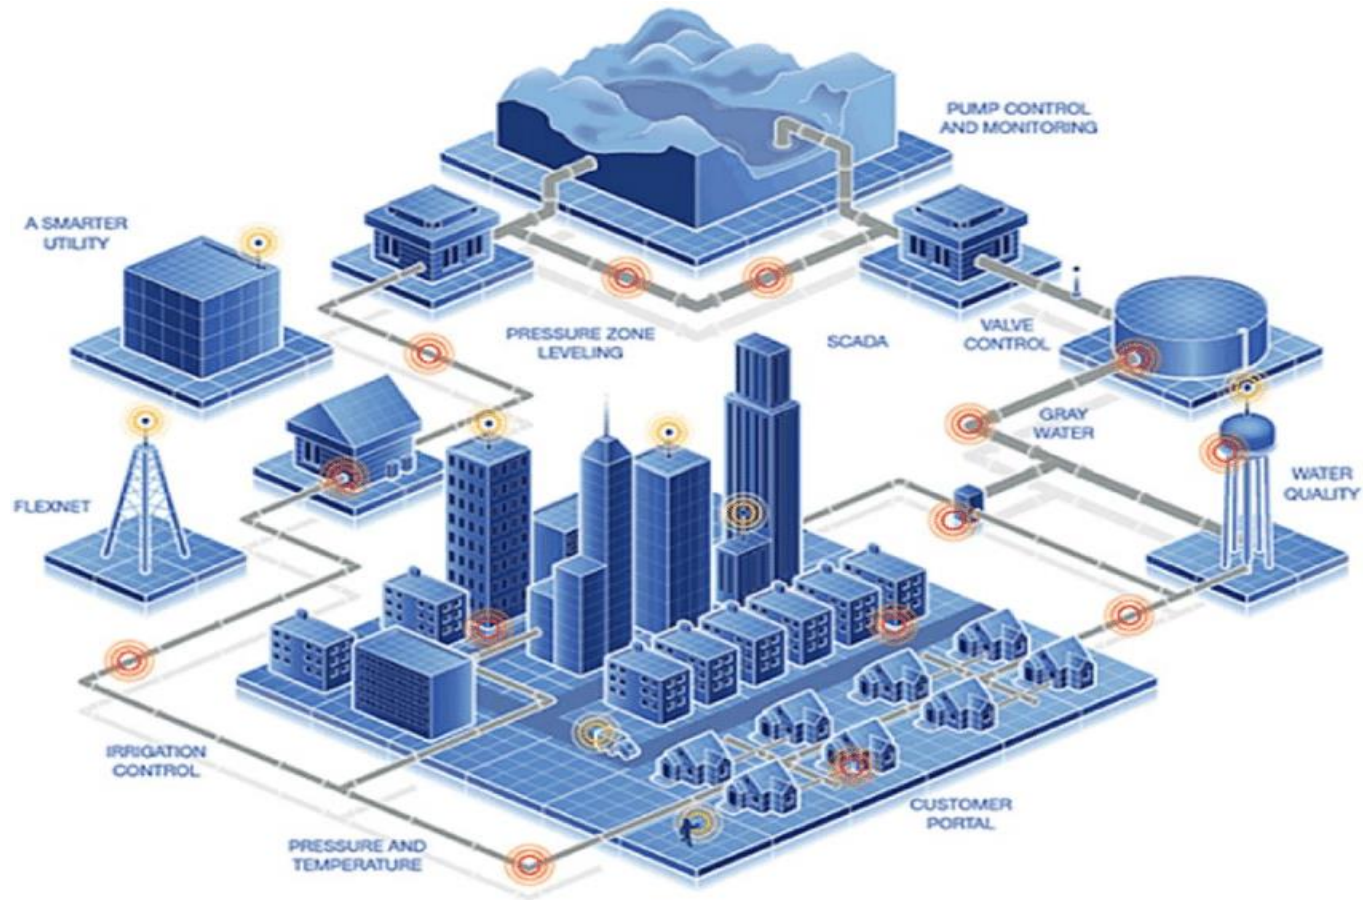 PUMP CONTROL
AND MONITORING
A SMARTER
UTILITY
PRESSURE ZONE
LEVELING
SCADA
VALVE
CONTROL
GRAY
WATER
WATER
QUALITY
FLEXNET
IRRIGATION
CONTROL
CUSTOMER
PORTAL
PRESSURE AND
TEMPERATURE